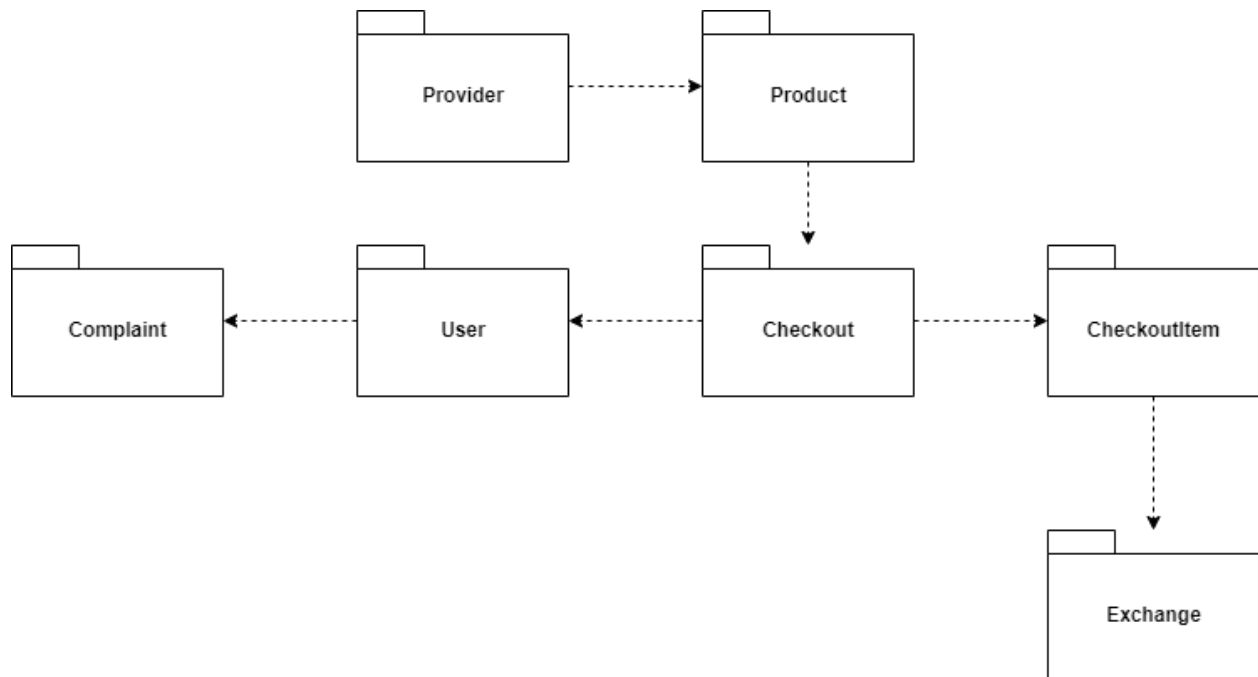 Provider
Product
Complaint
User
Checkout
CheckoutItem
Exchange